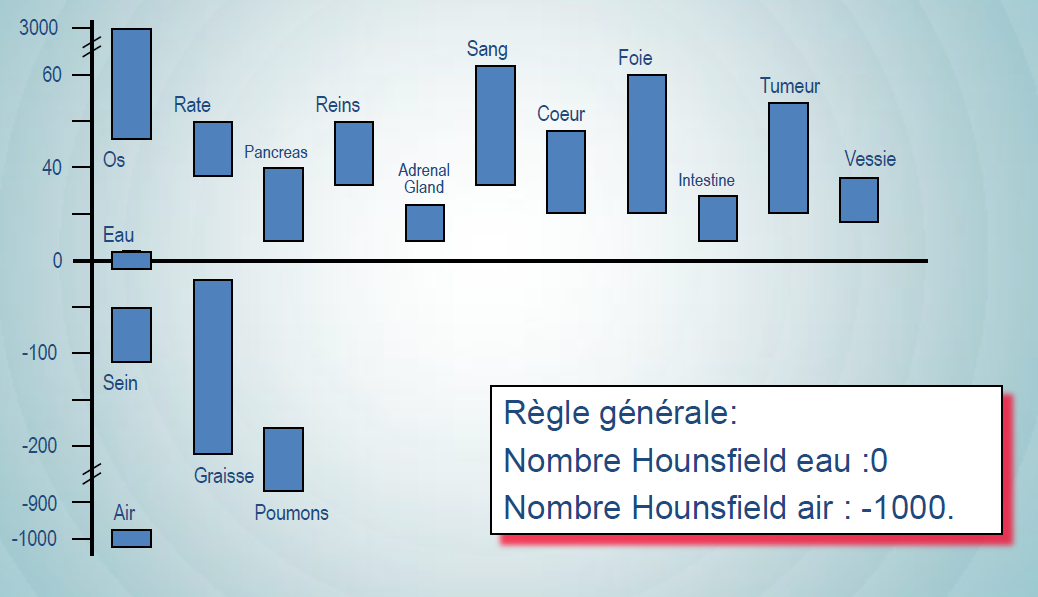 3000
60
40
0
-100
-200
-900
-1000
Os
Eau
Sein
Air
Rate
Pancreas
Reins
Adrenal
Gland
Sang
Coeur
Foie
Intestine
Tumeur
Vessie
Graisse
Poumons
Règle générale:
Nombre Hounsfield eau :0
Nombre Hounsfield air : -1000.